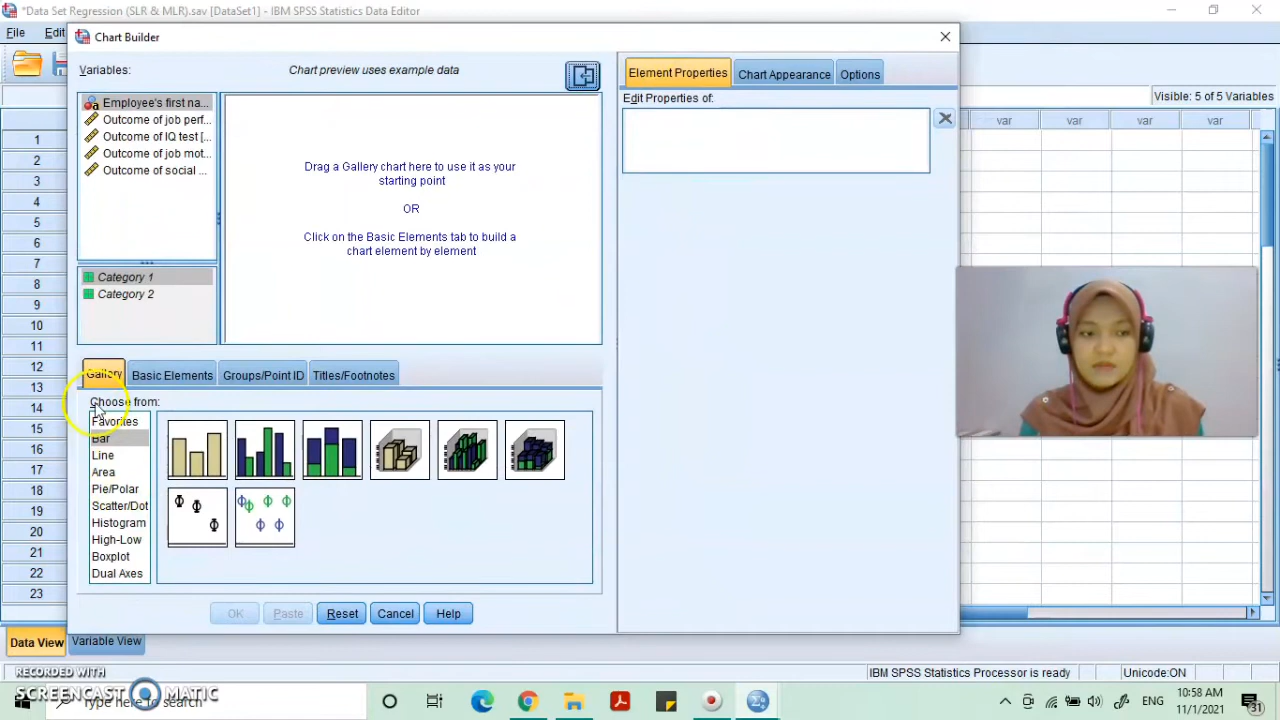 *Data Set Regression (SLR & MLR).sav [DataSet1] - IBM SPSS Statistics Data Editor
File Edit
Chart Builder
Variables:
Chart preview uses example data
Employee's first na...
Outcome of job perf...
Outcome of IQ test [...
Outcome of job mot...
Outcome of social ...
Category 1
Category 2
Drag a Gallery chart here to use it as your
starting point
OR
Click on the Basic Elements tab to build a
chart element by element
Gallery
Basic Elements
Groups/Point ID
Titles/Footnotes
Choose from:
Favorites
Bar
Line
Area
Pie/Polar
Scatter/Dot
Histogram
High-Low
Boxplot
Dual Axes
OK
Paste
Reset
Cancel
Help
Element Properties
Chart Appearance
Options
Edit Properties of:
Visible: 5 of 5 Variables
var
var
var
var
1
2
3
4
5
6
7
8
9
10
11
12
13
14
15
16
17
18
19
20
21
22
23
Data View
Variable View
IBM SPSS Statistics Processor is ready
Unicode:ON
RECORDED WITH
SCREENCAST MATIC
Type here to search
ENG
10:58 AM
11/1/2021
31